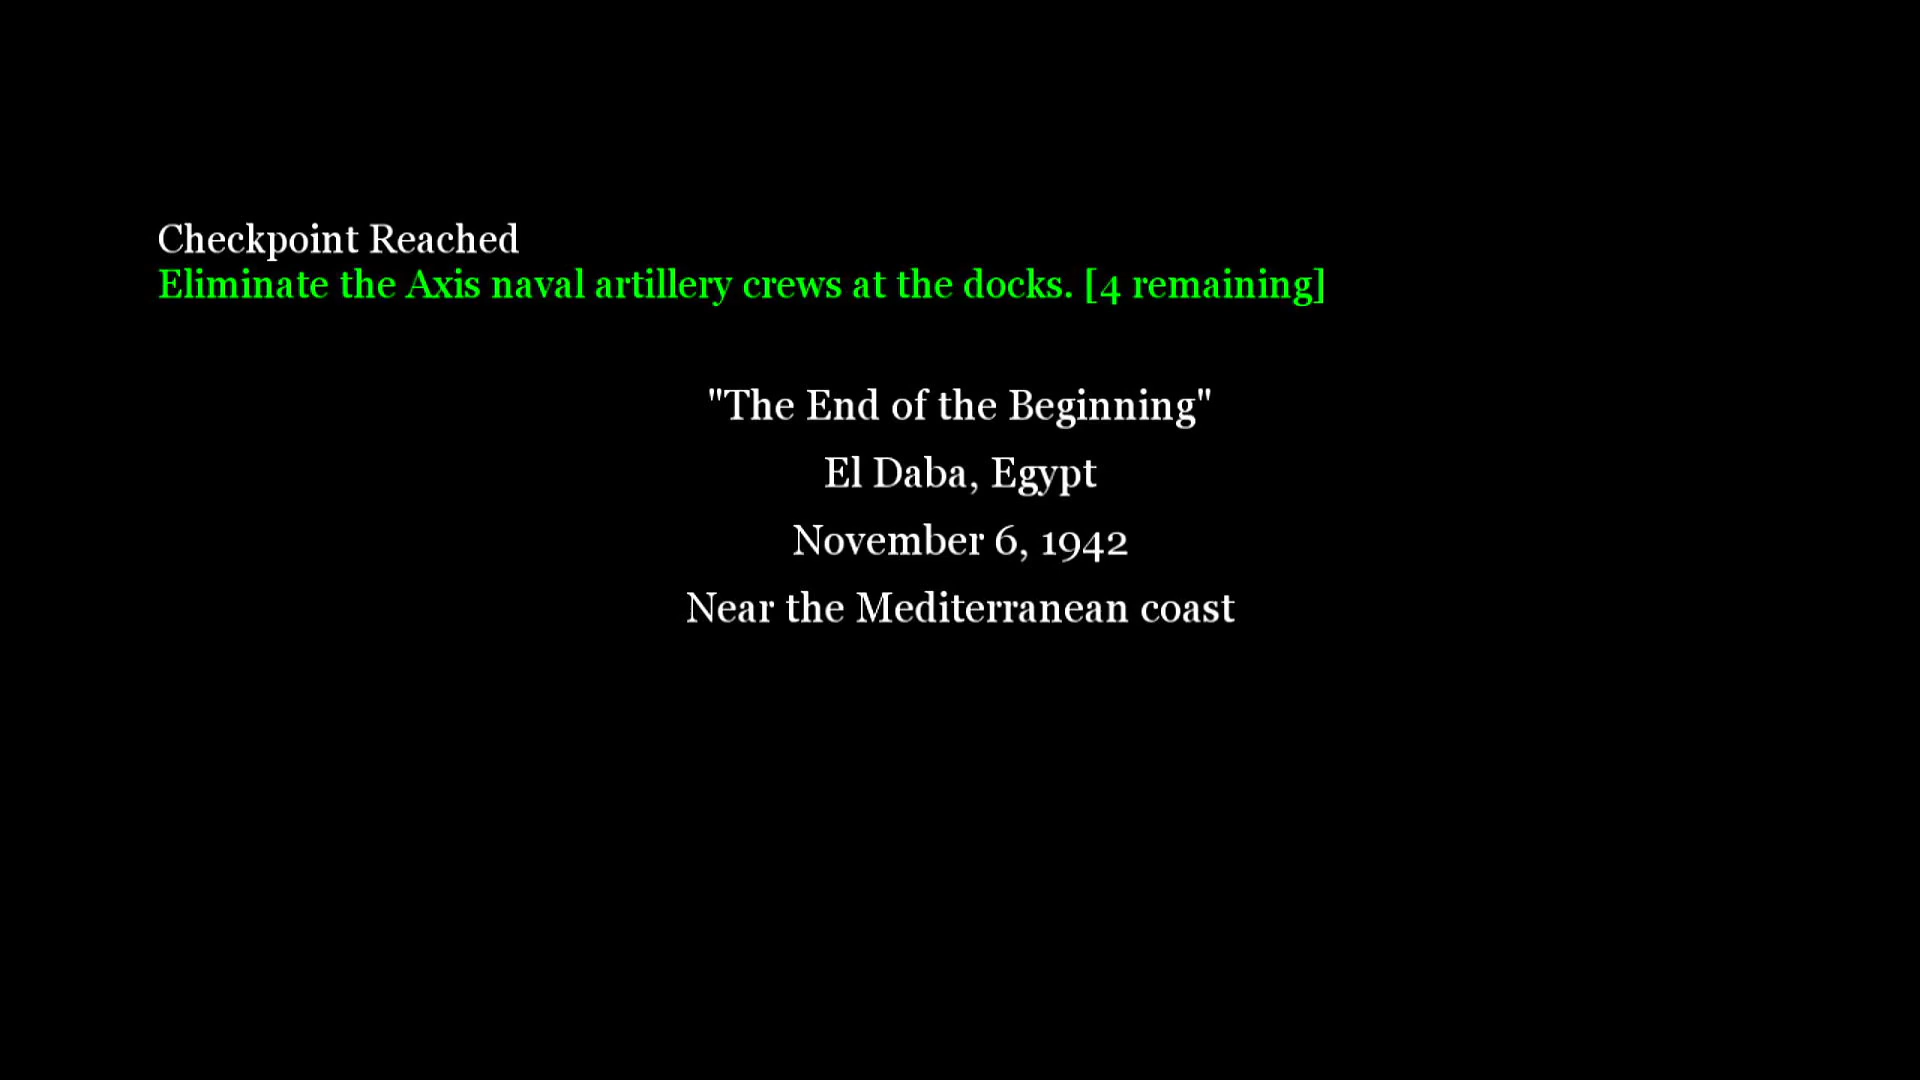 Checkpoint Reached
Eliminate the Axis naval artillery crews at the docks. [4 remaining]
"The End of the Beginning"
El Daba, Egypt
November 6, 1942
Near the Mediterranean coast